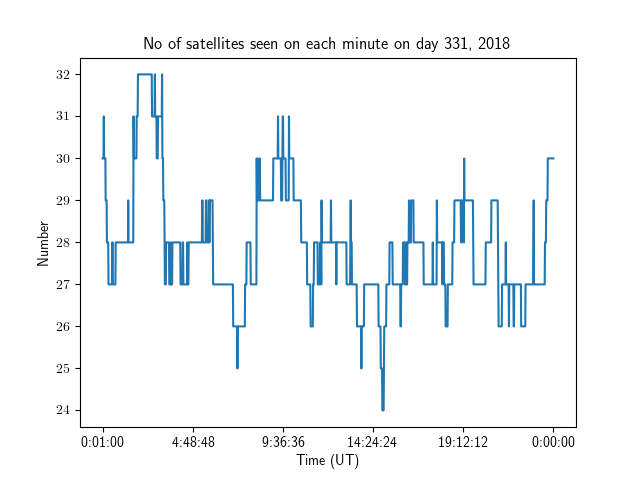 No of satellites seen on each minute on day 331, 2018
32
31
30
29
28
27
26
25
24
Number
0:01:00 4:48:48 9:36:36 14:24:24 19:12:12 0:00:00
Time (UT)